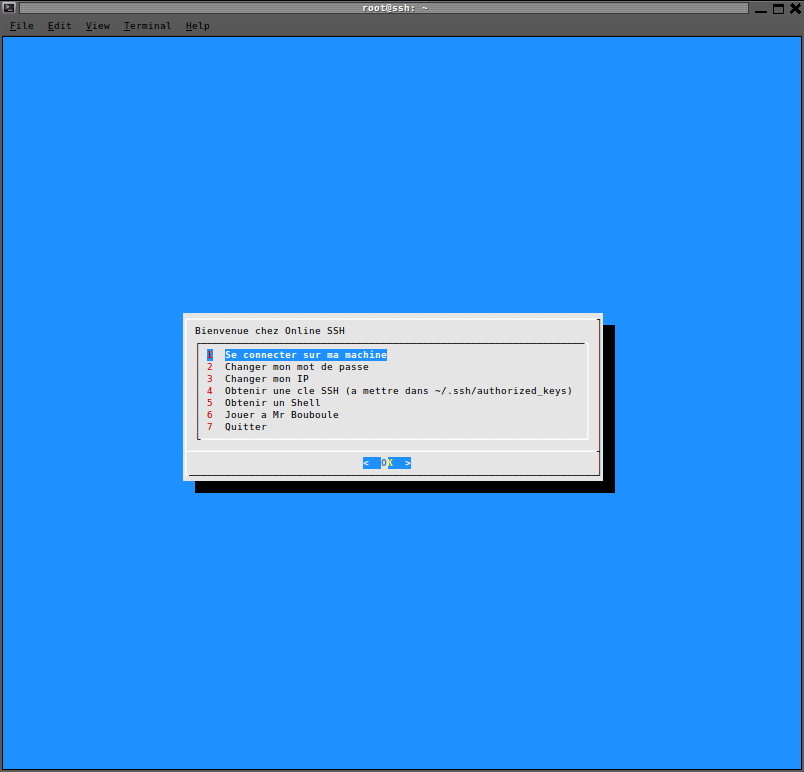 root@ssh: ~
File Edit View Terminal Help
Bienvenue chez Online SSH
1 Se connecter sur ma machine
2 Changer mon mot de passe
3 Changer mon IP
4 Obtenir une cle SSH (a mettre dans ~/.ssh/authorized_keys)
5 Obtenir un Shell
6 Jouer a Mr Bouboule
7 Quitter
< OK >